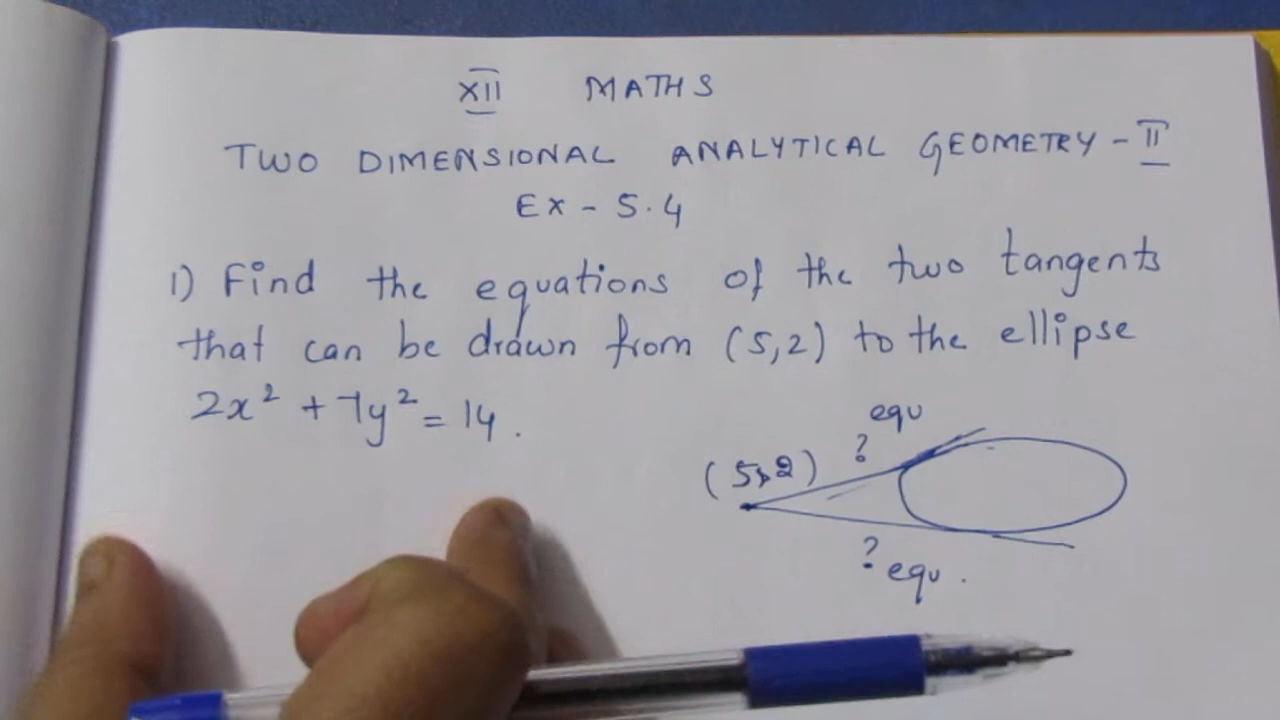 XII MATHS
TWO DIMENSIONAL ANALYTICAL GEOMETRY - II
EX - 5.4
1) Find the equations of the two tangents
that can be drawn from (5,2) to the ellipse
2x² + 7y² = 14.
equ
?
(5,2)
?
equ.